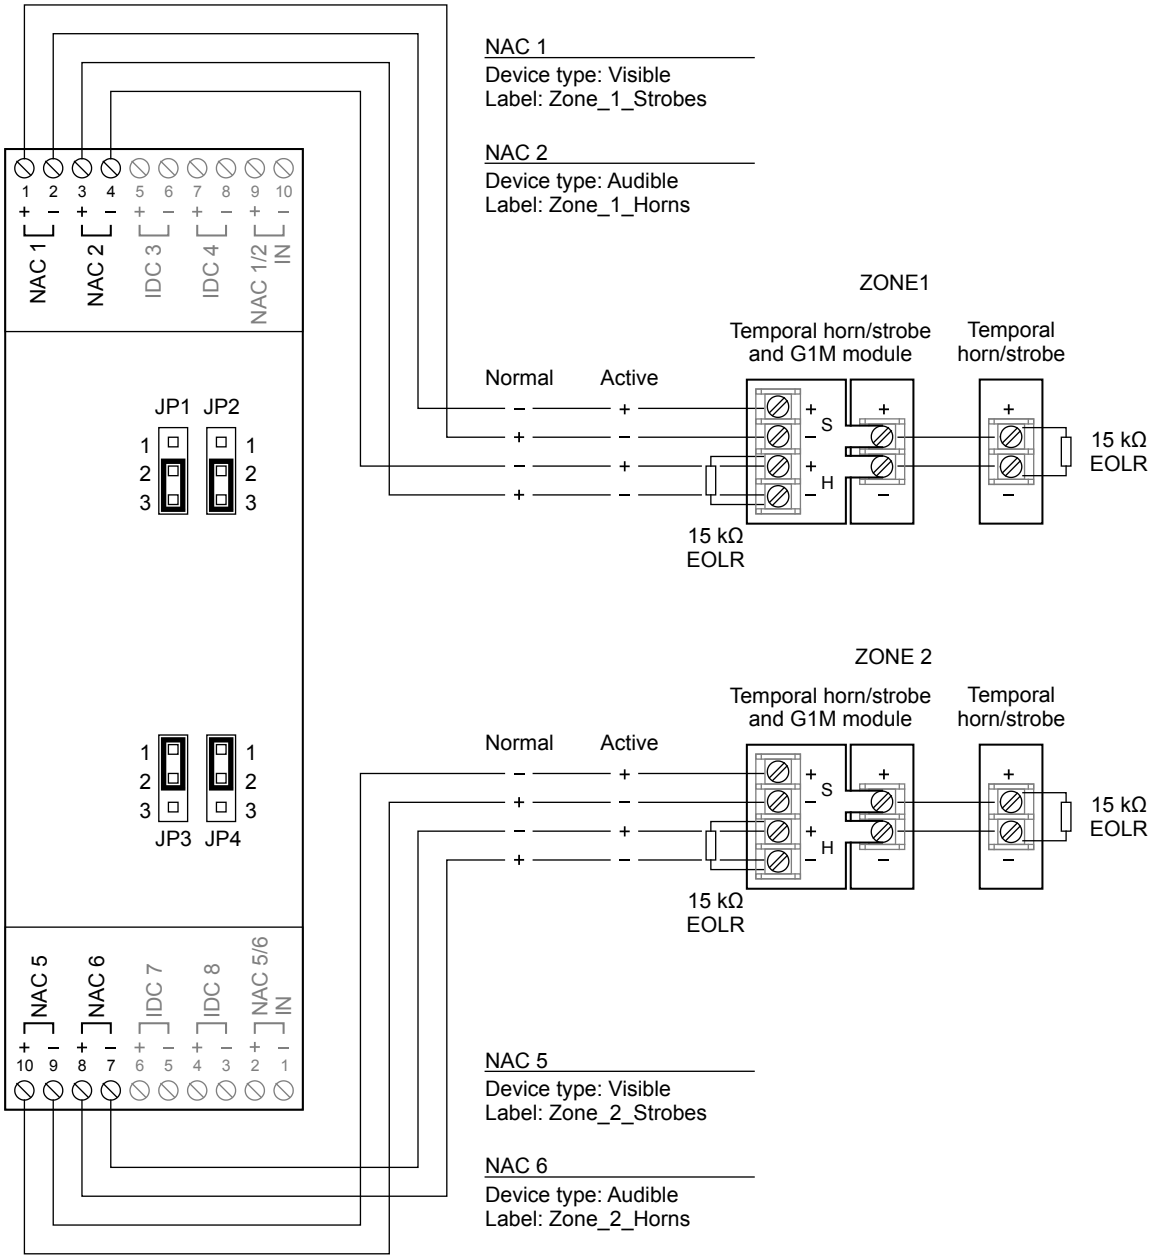 NAC 1
Device type: Visible
Label: Zone_1_Strobes
NAC 2
Device type: Audible
Label: Zone_1_Horns
1 2 3 4 5 6 7 8 9 10
+ − + − + − + − + −
NAC 1
NAC 2
IDC 3
IDC 4
NAC 1/2
IN
ZONE1
Temporal horn/strobe
and G1M module
Temporal
horn/strobe
Normal
Active
− + +
+ − −
− + +
+ − −
S
H
+
−
+
−
15 kΩ
EOLR
15 kΩ
EOLR
JP1 JP2
1 1
2 2
3 3
ZONE 2
Temporal horn/strobe
and G1M module
Temporal
horn/strobe
Normal
Active
− + +
+ − −
− + +
+ − −
S
H
+
−
+
−
15 kΩ
EOLR
15 kΩ
EOLR
1 1
2 2
3 3
JP3 JP4
NAC 5
NAC 6
IDC 7
IDC 8
NAC 5/6
IN
+ − + − + − + − + −
10 9 8 7 6 5 4 3 2 1
NAC 5
Device type: Visible
Label: Zone_2_Strobes
NAC 6
Device type: Audible
Label: Zone_2_Horns